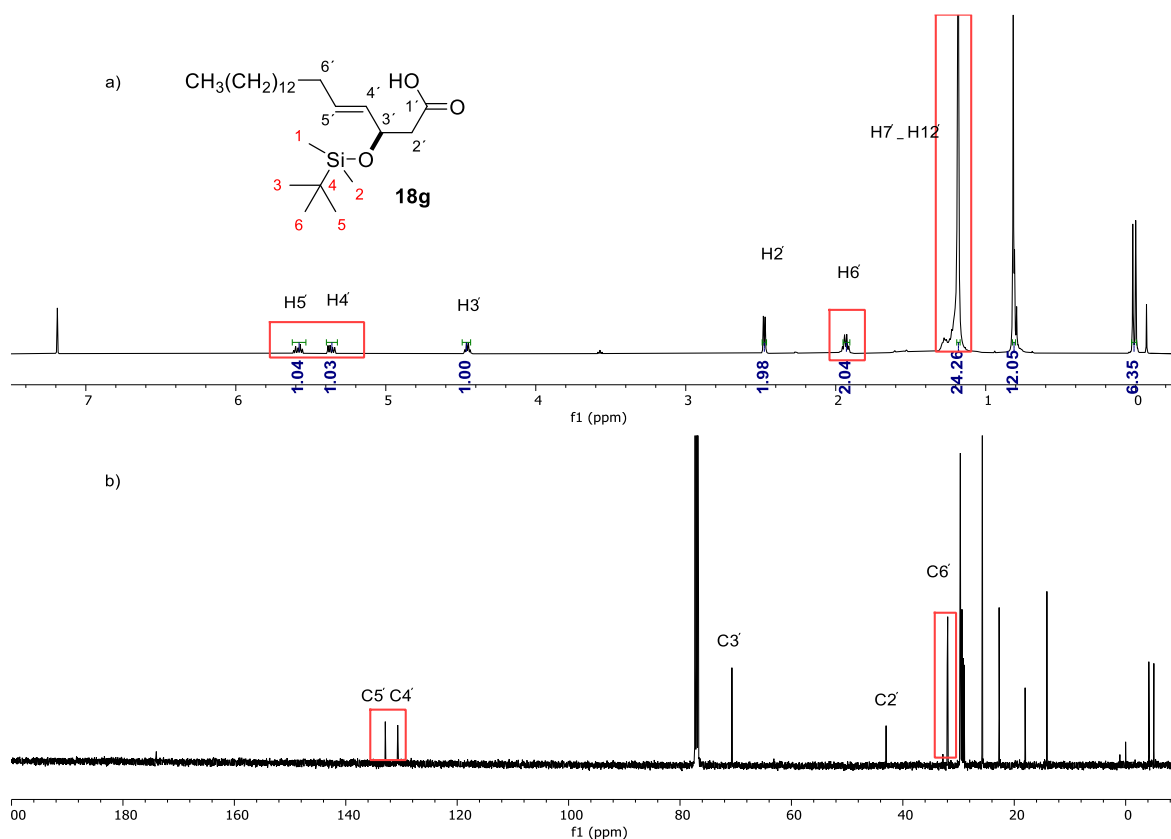 a)
CH₃(CH₂)₁₂
6´
HO
4´
1´
O
5´
3´
2´
1
Si
O
3
4
2
18g
6
5
H7´_H12´
H2´
H6´
H5´
H4´
H3´
1.04
1.03
1.00
1.98
2.04
24.26
12.05
6.35
7 6 5 4 3 2 1 0
f1 (ppm)
b)
C6´
C3´
C5´ C4´
C2´
00 180 160 140 120 100 80 60 40 20 0
f1 (ppm)